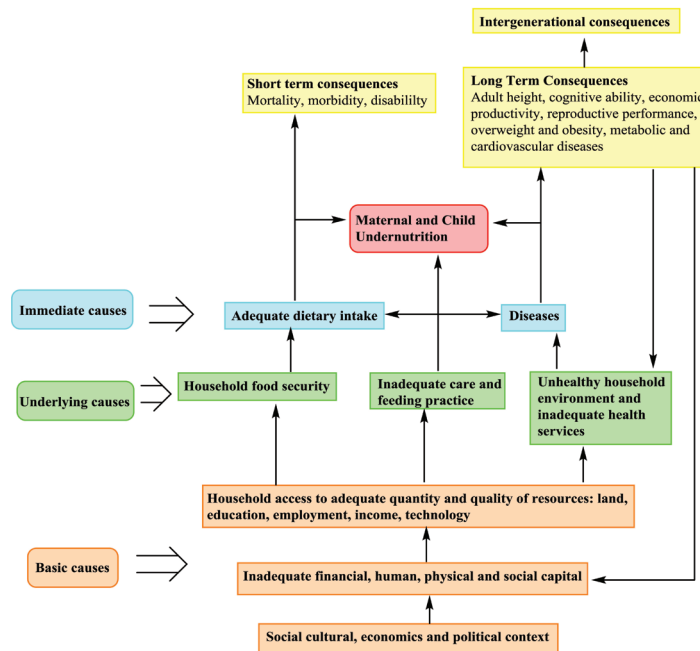 Intergenerational consequences
Short term consequences
Mortality, morbidity, disabililty
Long Term Consequences
Adult height, cognitive ability, economic
productivity, reproductive performance,
overweight and obesity, metabolic and
cardiovascular diseases
Maternal and Child
Undernutrition
Immediate causes
Adequate dietary intake
Diseases
Underlying causes
Household food security
Inadequate care and
feeding practice
Unhealthy household
environment and
inadequate health
services
Household access to adequate quantity and quality of resources: land,
education, employment, income, technology
Basic causes
Inadequate financial, human, physical and social capital
Social cultural, economics and political context